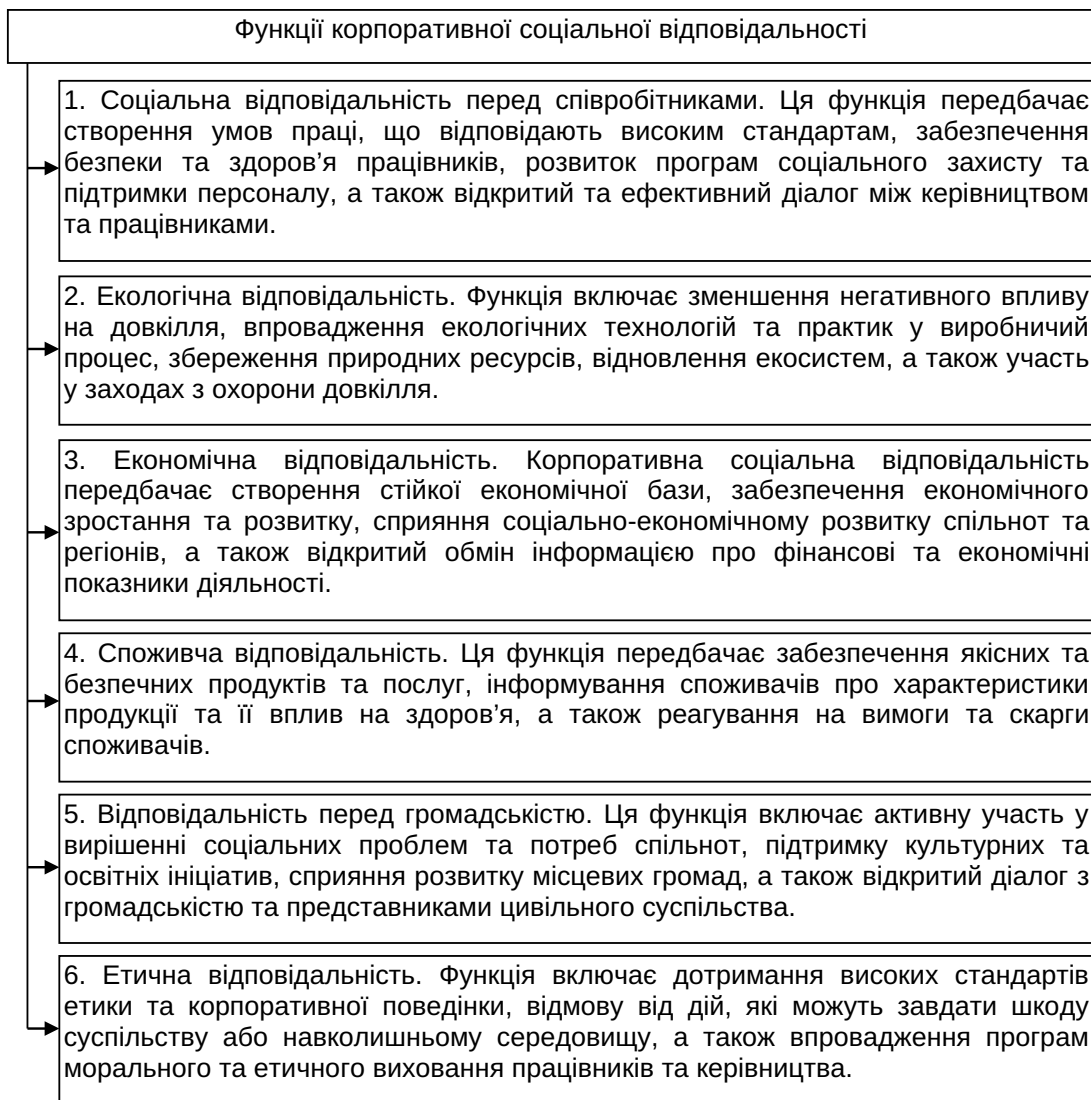 Функції корпоративної соціальної відповідальності
1. Соціальна відповідальність перед співробітниками. Ця функція передбачає
створення умов праці, що відповідають високим стандартам, забезпечення
безпеки та здоров’я працівників, розвиток програм соціального захисту та
підтримки персоналу, а також відкритий та ефективний діалог між керівництвом
та працівниками.
2. Екологічна відповідальність. Функція включає зменшення негативного впливу
на довкілля, впровадження екологічних технологій та практик у виробничий
процес, збереження природних ресурсів, відновлення екосистем, а також участь
у заходах з охорони довкілля.
3. Економічна відповідальність. Корпоративна соціальна відповідальність
передбачає створення стійкої економічної бази, забезпечення економічного
зростання та розвитку, сприяння соціально-економічному розвитку спільнот та
регіонів, а також відкритий обмін інформацією про фінансові та економічні
показники діяльності.
4. Споживча відповідальність. Ця функція передбачає забезпечення якісних та
безпечних продуктів та послуг, інформування споживачів про характеристики
продукції та її вплив на здоров’я, а також реагування на вимоги та скарги
споживачів.
5. Відповідальність перед громадськістю. Ця функція включає активну участь у
вирішенні соціальних проблем та потреб спільнот, підтримку культурних та
освітніх ініціатив, сприяння розвитку місцевих громад, а також відкритий діалог з
громадськістю та представниками цивільного суспільства.
6. Етична відповідальність. Функція включає дотримання високих стандартів
етики та корпоративної поведінки, відмову від дій, які можуть завдати шкоду
суспільству або навколишньому середовищу, а також впровадження програм
морального та етичного виховання працівників та керівництва.